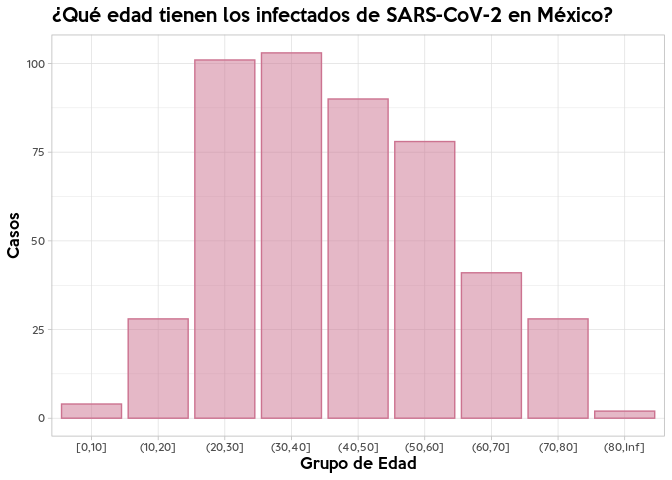 ¿Qué edad tienen los infectados de SARS-CoV-2 en México?
Casos
100
75
50
25
0
[0,10] (10,20] (20,30] (30,40] (40,50] (50,60] (60,70] (70,80] (80,Inf]
Grupo de Edad